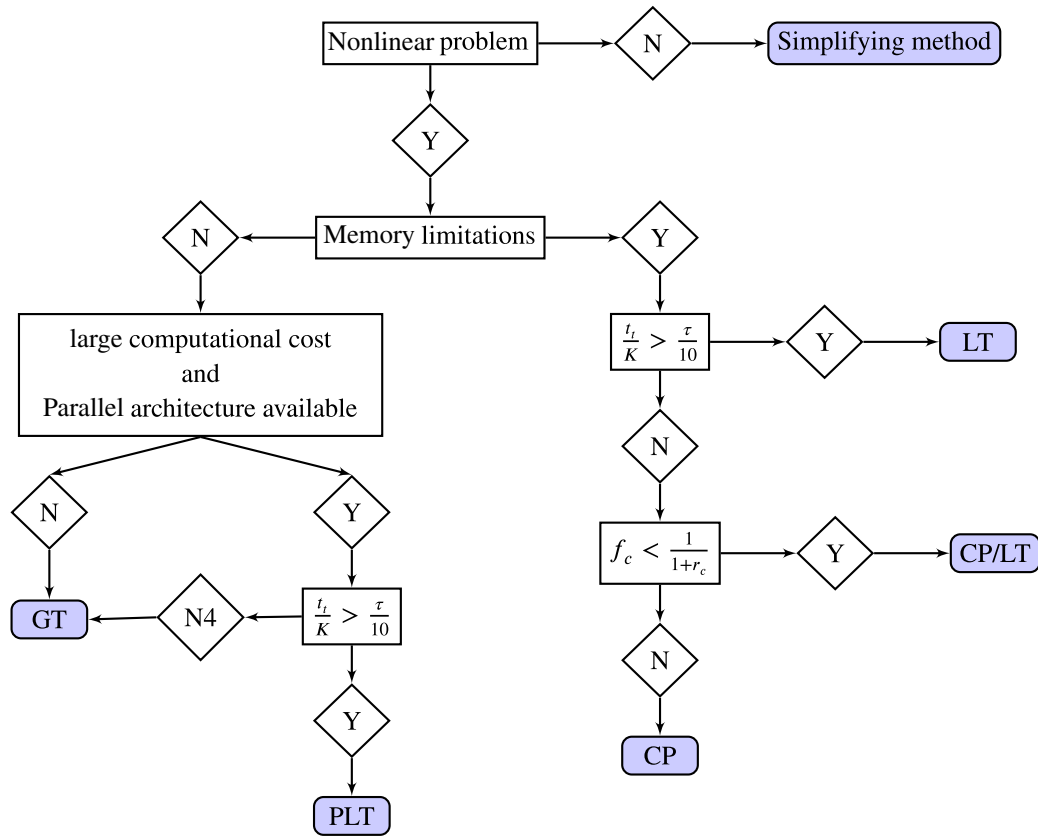 Nonlinear problem
N
Simplifying method
Y
N
Memory limitations
Y
large computational cost
and
Parallel architecture available
t_t/K > τ/10
Y
LT
N
N
Y
f_c < 1/(1+r_c)
Y
CP/LT
GT
N4
t_t/K > τ/10
N
Y
CP
PLT